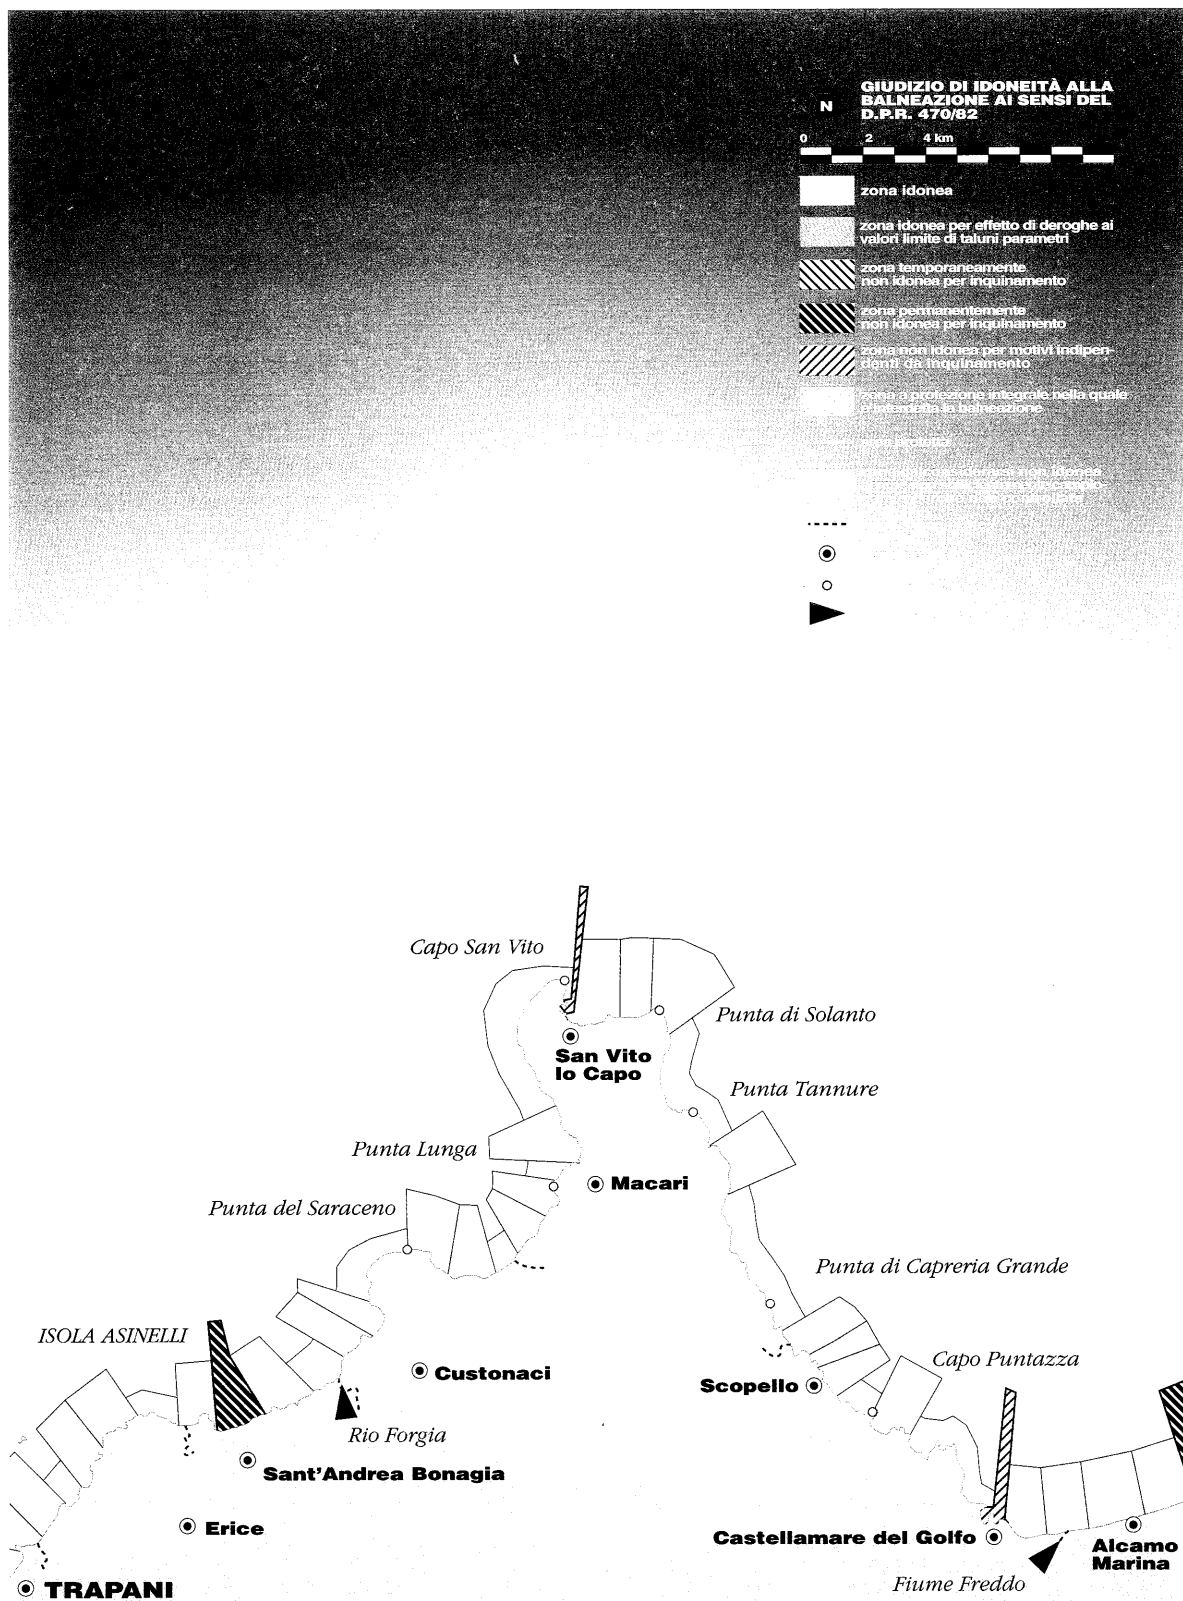 GIUDIZIO DI IDONEITÀ ALLA
BALNEAZIONE AI SENSI DEL
D.P.R. 470/82
N
0 2 4 km
zona idonea
zona idonea per effetto di deroghe ai
valori limite di taluni parametri
zona temporaneamente
non idonea per inquinamento
zona permanentemente
non idonea per inquinamento
zona non idonea per motivi indipen-
denti da inquinamento
zona a protezione integrale nella quale
è interdetta la balneazione
non idonea
Capo San Vito
Punta di Solanto
San Vito
lo Capo
Punta Tannure
Punta Lunga
Macari
Punta del Saraceno
Punta di Capreria Grande
ISOLA ASINELLI
Capo Puntazza
Custonaci
Scopello
Rio Forgia
Sant'Andrea Bonagia
Erice
Castellamare del Golfo
Alcamo
Marina
Fiume Freddo
TRAPANI